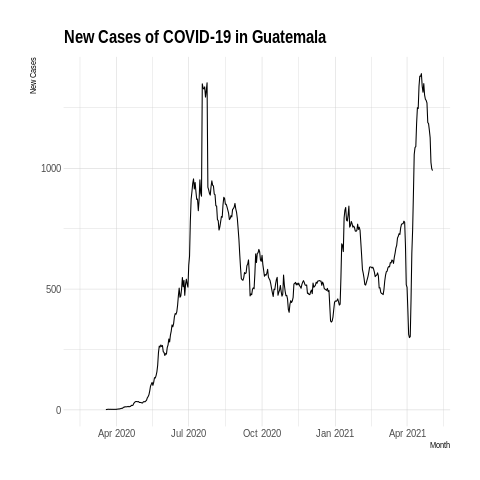 New Cases of COVID-19 in Guatemala
New Cases
1000
500
0
Apr 2020 Jul 2020 Oct 2020 Jan 2021 Apr 2021
Month